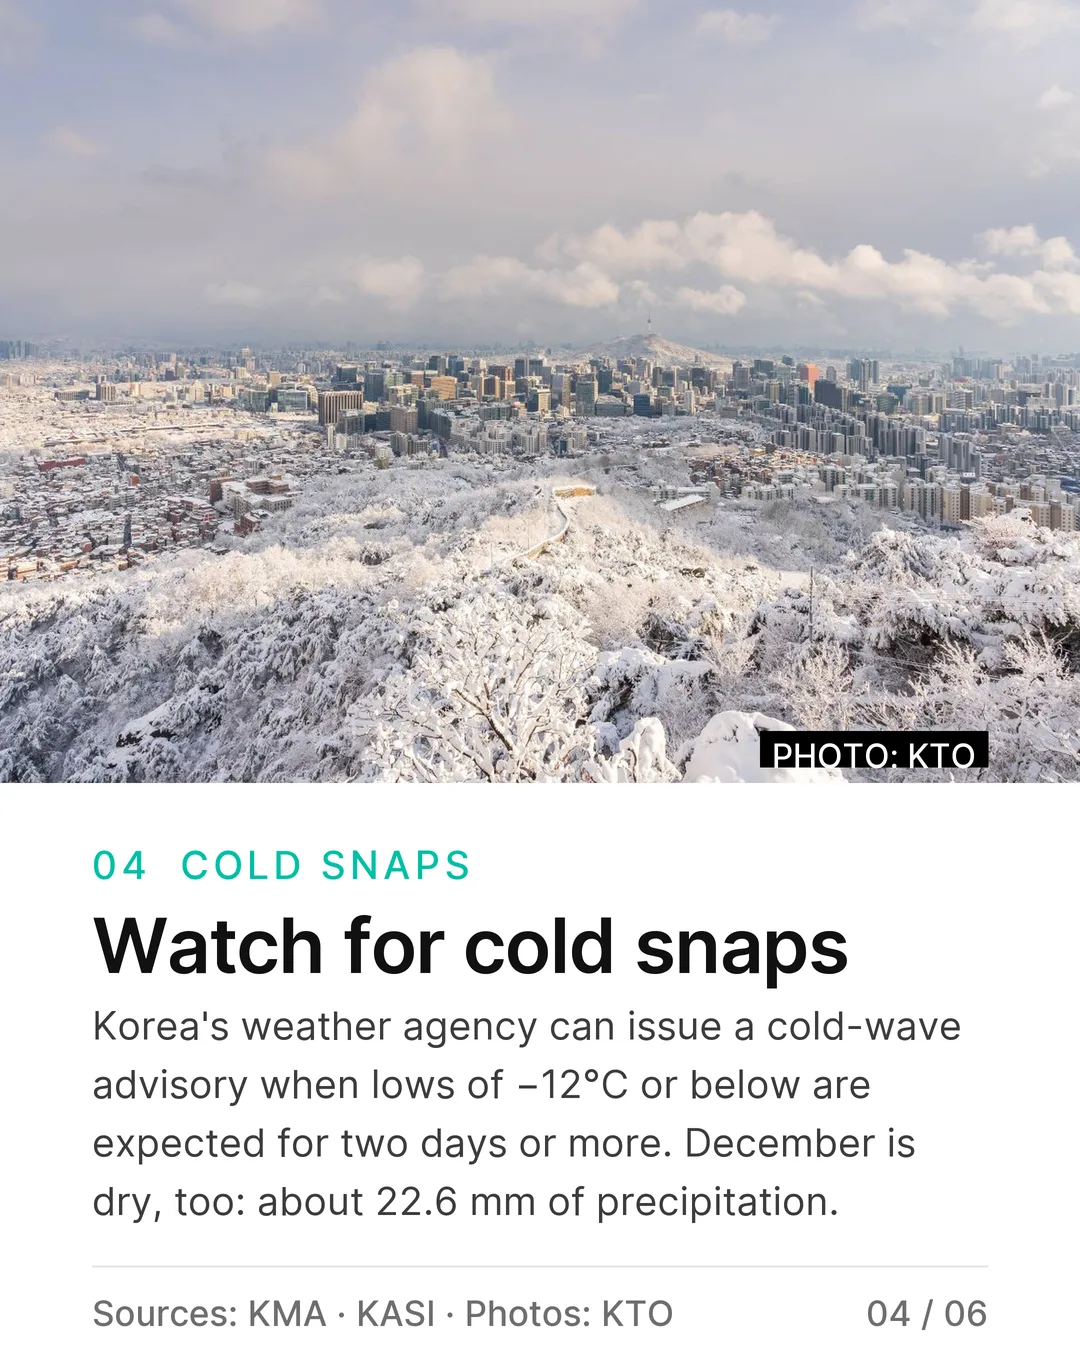 PHOTO: KTO
04 COLD SNAPS
Watch for cold snaps
Korea's weather agency can issue a cold-wave
advisory when lows of −12°C or below are
expected for two days or more. December is
dry, too: about 22.6 mm of precipitation.
Sources: KMA · KASI · Photos: KTO
04 / 06